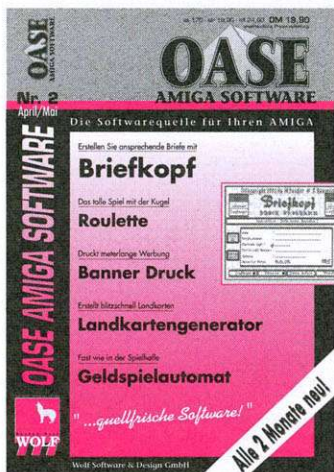 OASE
DM 19,80
OASE
AMIGA SOFTWARE
Nr. 2
April/Mai
Die Softwarequelle für Ihren AMIGA
OASE AMIGA SOFTWARE
Erstellen Sie ansprechende Briefe mit
Briefkopf
Das tolle Spiel mit der Kugel
Roulette
Druckt meterlange Werbung
Banner Druck
Erstellt blitzschnell Landkarten
Landkartengenerator
Fast wie in der Spielhalle
Geldspielautomat
Briefkopf
DRUCK PROGRAMM
"...quellfrische Software!"
Alle 2 Monate neu!
WOLF
Wolf Software & Design GmbH